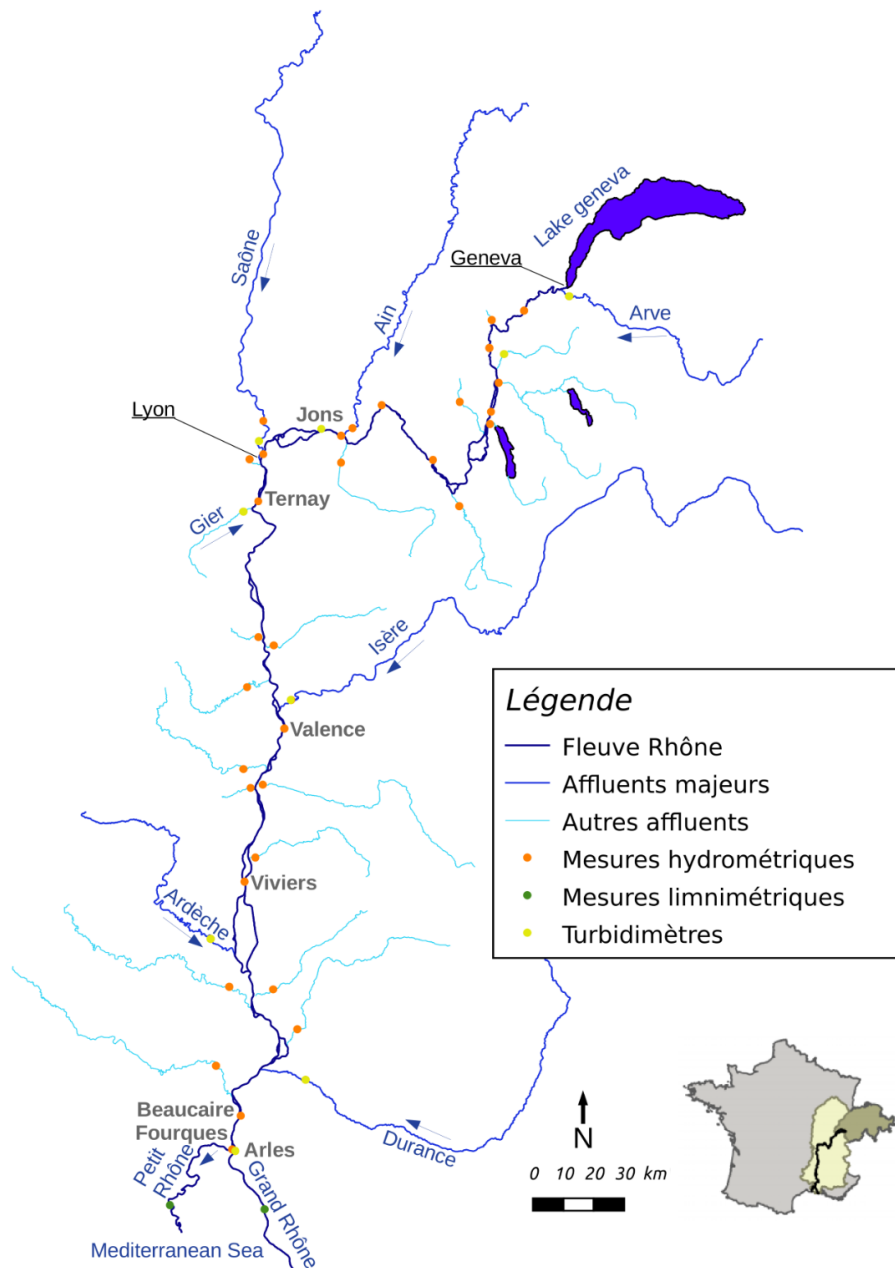 Lake geneva
Geneva
Saône
Ain
Arve
Lyon
Jons
Ternay
Gier
Isère
Valence
Légende
Fleuve Rhône
Affluents majeurs
Autres affluents
Mesures hydrométriques
Mesures limnimétriques
Turbidimètres
Viviers
Ardèche
Beaucaire
Fourques
Arles
Durance
N
0 10 20 30 km
Petit
Rhône
Grand Rhône
Mediterranean Sea